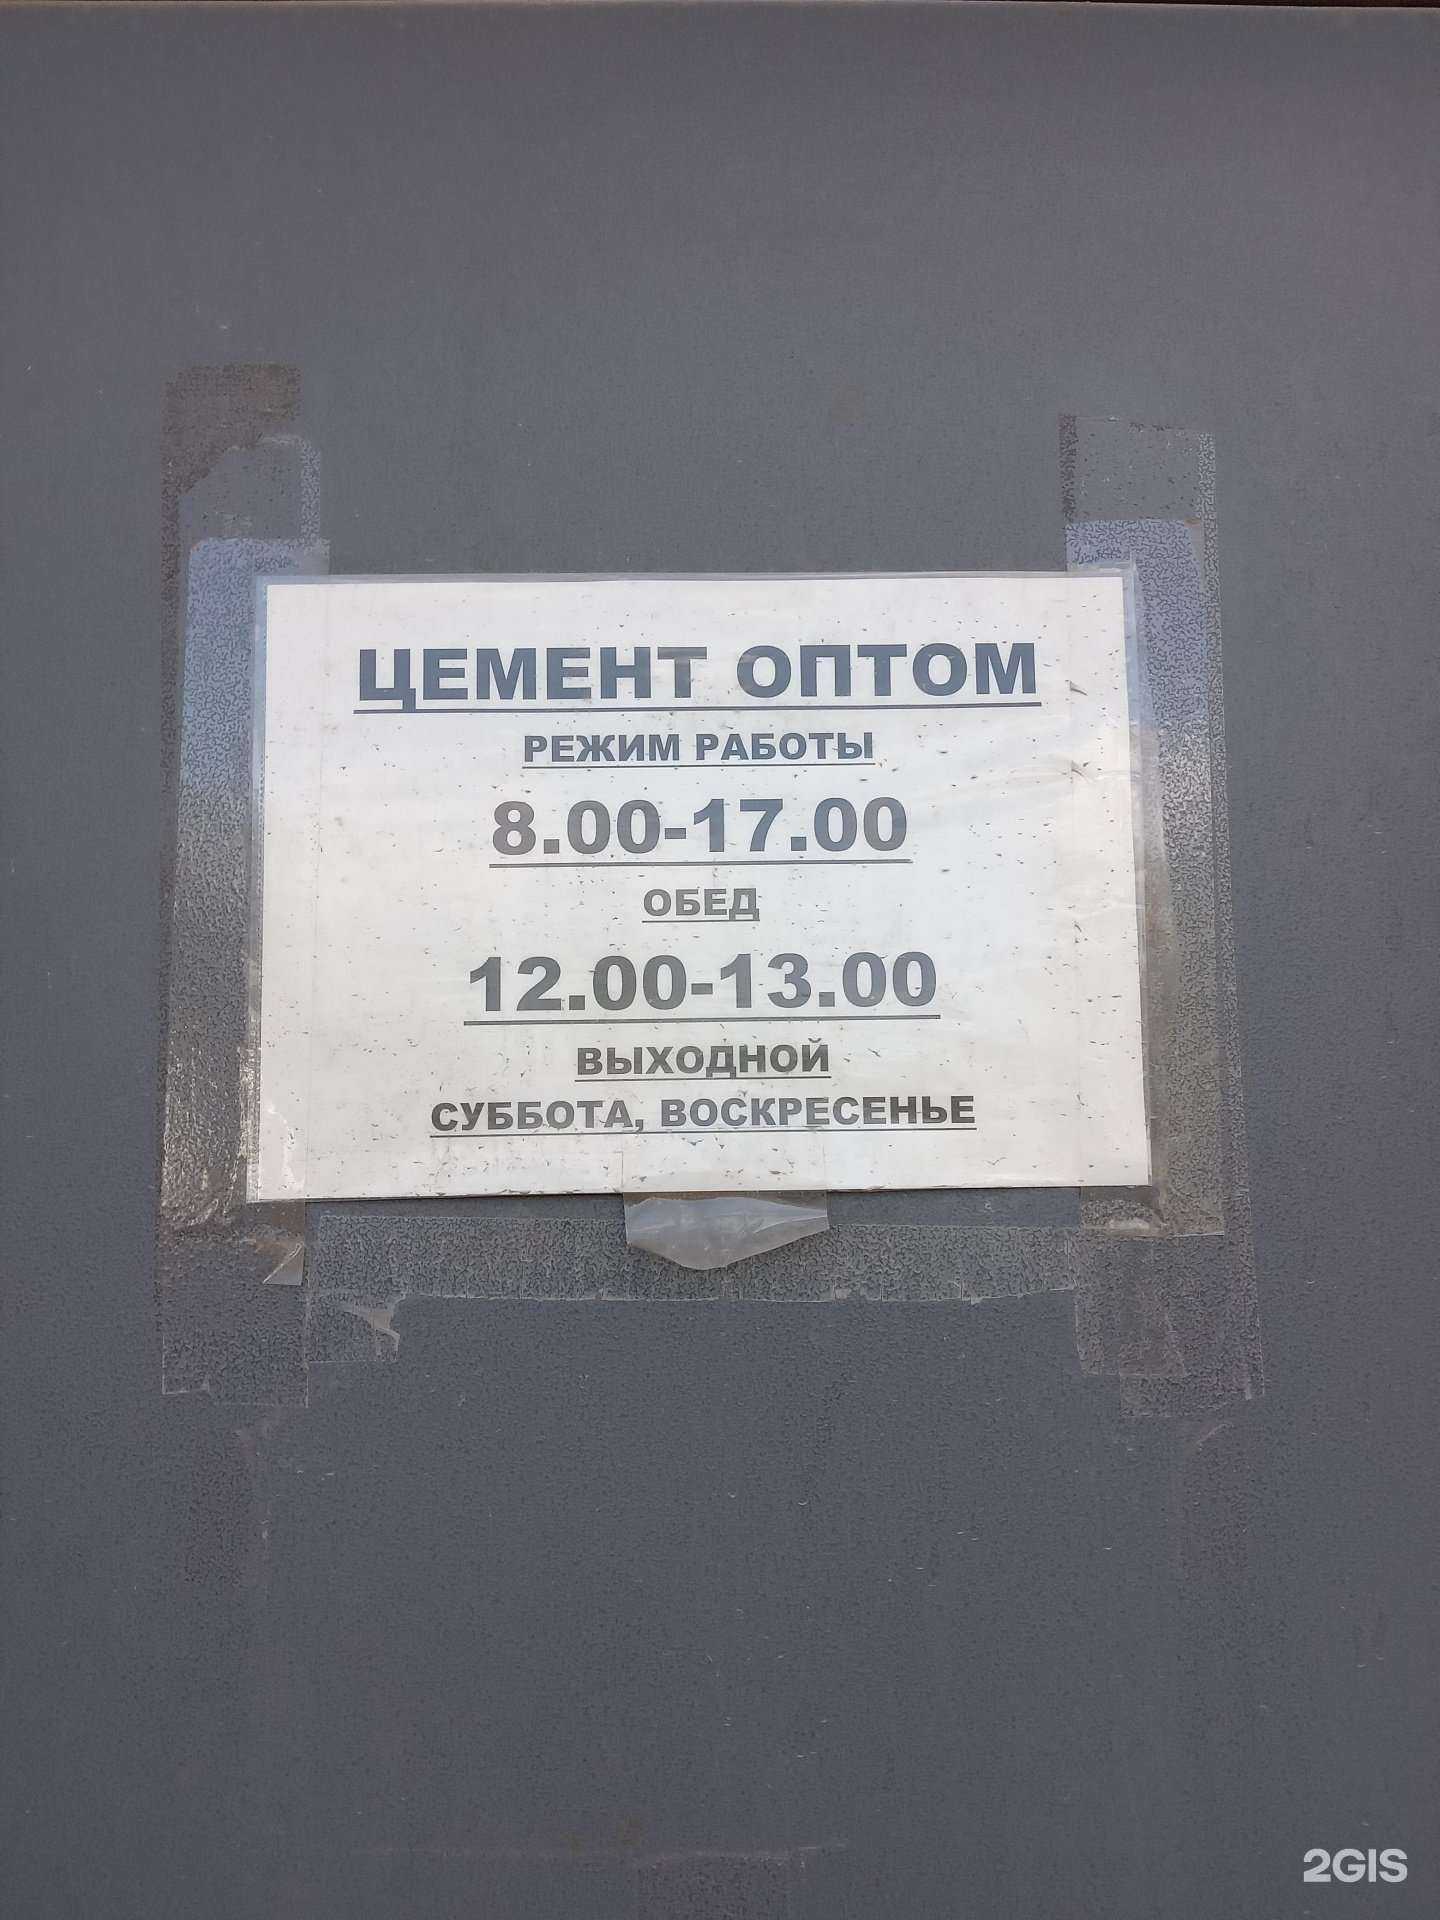 ЦЕМЕНТ ОПТОМ
РЕЖИМ РАБОТЫ
8.00-17.00
ОБЕД
12.00-13.00
ВЫХОДНОЙ
СУББОТА, ВОСКРЕСЕНЬЕ
2GIS